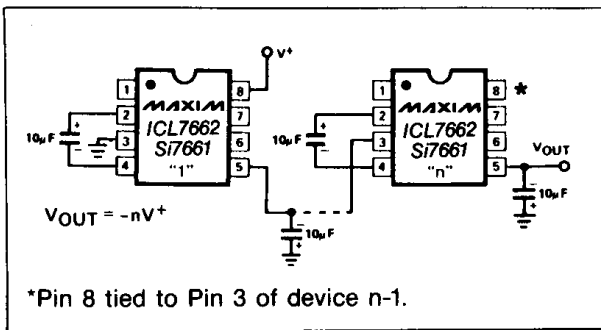 V+
1
2
3
4
8
7
6
5
MAXIM
ICL7662
Si7661
"1"
10µF
+
−
1
2
3
4
8 *
7
6
5
MAXIM
ICL7662
Si7661
"n"
10µF
+
−
VOUT
−
10µF
+
−
10µF
+
VOUT = -nV+
*Pin 8 tied to Pin 3 of device n-1.